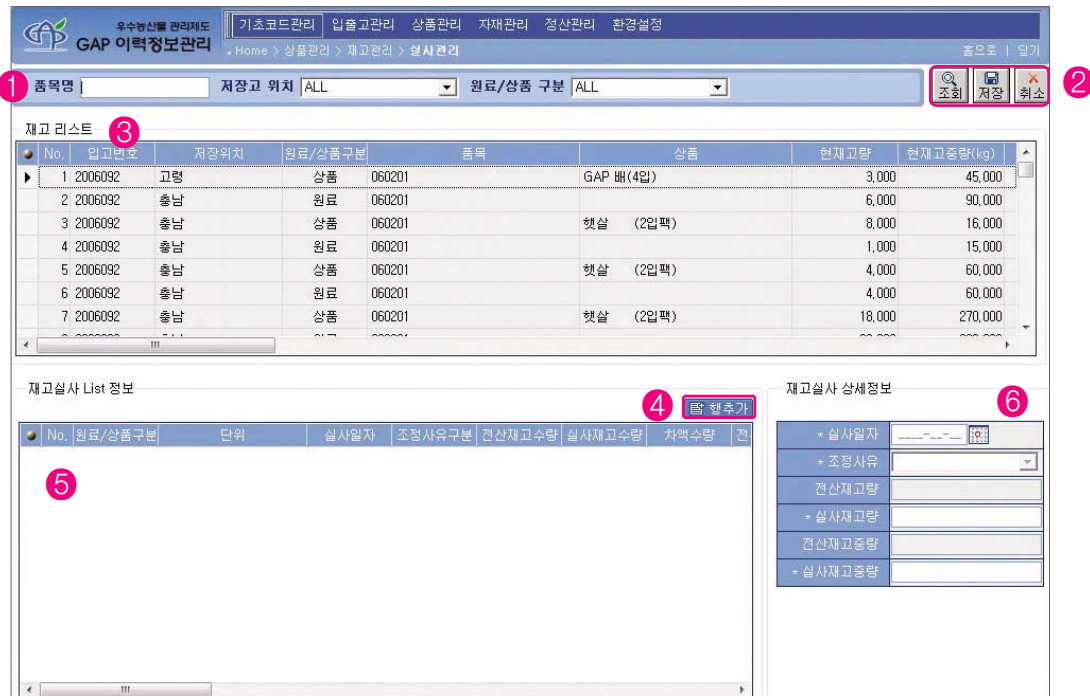 우수농산물 관리제도
GAP 이력정보관리
기초코드관리 입출고관리 상품관리 자재관리 정산관리 환경설정
Home > 상품관리 > 재고관리 > 실사관리
홈으로 | 닫기
1 품목명 저장고 위치 ALL 원료/상품 구분 ALL 조회 저장 취소 2
재고 리스트 3
No. 입고번호 저장위치 원료/상품구분 품목 상품 현재고량 현재고중량(kg)
1 2006092 고령 상품 060201 GAP 배(4입) 3,000 45,000
2 2006092 충남 원료 060201 6,000 90,000
3 2006092 충남 상품 060201 햇살 (2입팩) 8,000 16,000
4 2006092 충남 원료 060201 1,000 15,000
5 2006092 충남 상품 060201 햇살 (2입팩) 4,000 60,000
6 2006092 충남 원료 060201 4,000 60,000
7 2006092 충남 상품 060201 햇살 (2입팩) 18,000 270,000
재고실사 List 정보
4 행추가
No. 원료/상품구분 단위 실사일자 조정사유구분 전산재고수량 실사재고수량 차액수량 전
5
재고실사 상세정보
6
* 실사일자 ____-__-__
* 조정사유
전산재고량
* 실사재고량
전산재고중량
* 실사재고중량